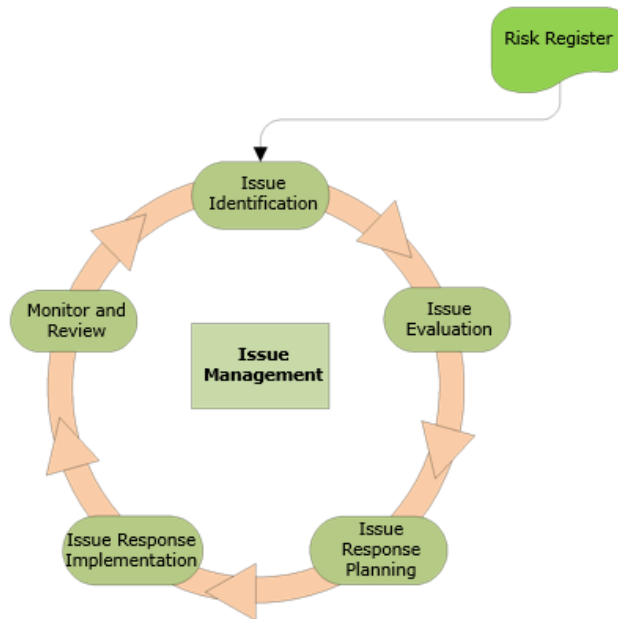 Risk Register
Issue
Identification
Issue
Evaluation
Monitor and
Review
Issue
Management
Issue Response
Implementation
Issue
Response
Planning